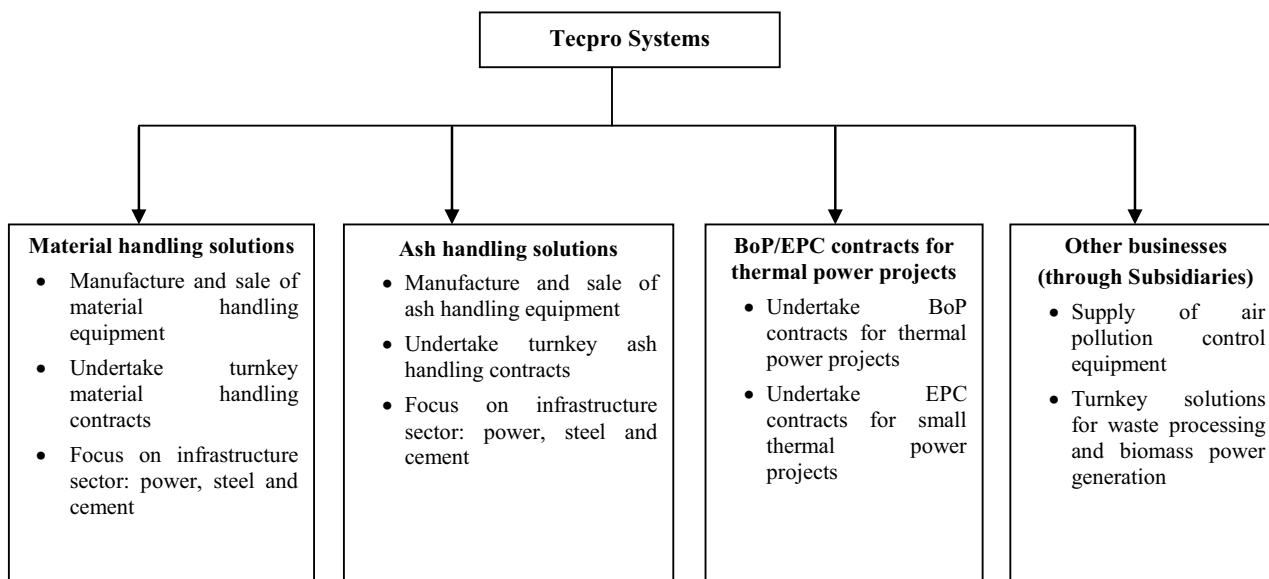 Tecpro Systems
Material handling solutions
• Manufacture and sale of
material handling
equipment
• Undertake turnkey
material handling
contracts
• Focus on infrastructure
sector: power, steel and
cement
Ash handling solutions
• Manufacture and sale of
ash handling equipment
• Undertake turnkey ash
handling contracts
• Focus on infrastructure
sector: power, steel and
cement
BoP/EPC contracts for
thermal power projects
• Undertake BoP
contracts for thermal
power projects
• Undertake EPC
contracts for small
thermal power
projects
Other businesses
(through Subsidiaries)
• Supply of air
pollution control
equipment
• Turnkey solutions
for waste processing
and biomass power
generation